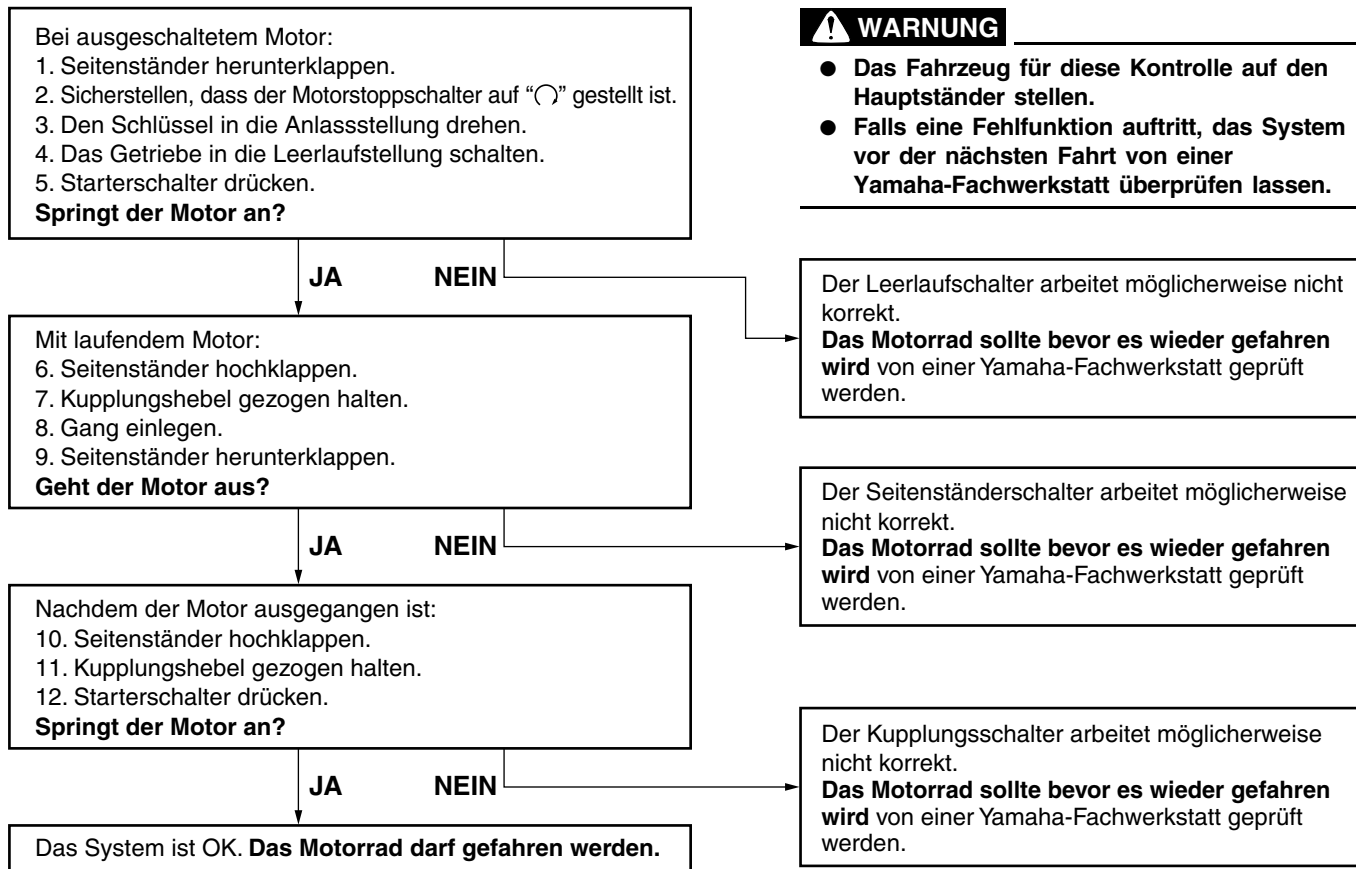 Bei ausgeschaltetem Motor:
1. Seitenständer herunterklappen.
2. Sicherstellen, dass der Motorstoppschalter auf “○” gestellt ist.
3. Den Schlüssel in die Anlassstellung drehen.
4. Das Getriebe in die Leerlaufstellung schalten.
5. Starterschalter drücken.
Springt der Motor an?
WARNUNG
● Das Fahrzeug für diese Kontrolle auf den
Hauptständer stellen.
● Falls eine Fehlfunktion auftritt, das System
vor der nächsten Fahrt von einer
Yamaha-Fachwerkstatt überprüfen lassen.
JA NEIN
Der Leerlaufschalter arbeitet möglicherweise nicht
korrekt.
Das Motorrad sollte bevor es wieder gefahren
wird von einer Yamaha-Fachwerkstatt geprüft
werden.
Mit laufendem Motor:
6. Seitenständer hochklappen.
7. Kupplungshebel gezogen halten.
8. Gang einlegen.
9. Seitenständer herunterklappen.
Geht der Motor aus?
JA NEIN
Der Seitenständerschalter arbeitet möglicherweise
nicht korrekt.
Das Motorrad sollte bevor es wieder gefahren
wird von einer Yamaha-Fachwerkstatt geprüft
werden.
Nachdem der Motor ausgegangen ist:
10. Seitenständer hochklappen.
11. Kupplungshebel gezogen halten.
12. Starterschalter drücken.
Springt der Motor an?
JA NEIN
Der Kupplungsschalter arbeitet möglicherweise
nicht korrekt.
Das Motorrad sollte bevor es wieder gefahren
wird von einer Yamaha-Fachwerkstatt geprüft
werden.
Das System ist OK. Das Motorrad darf gefahren werden.